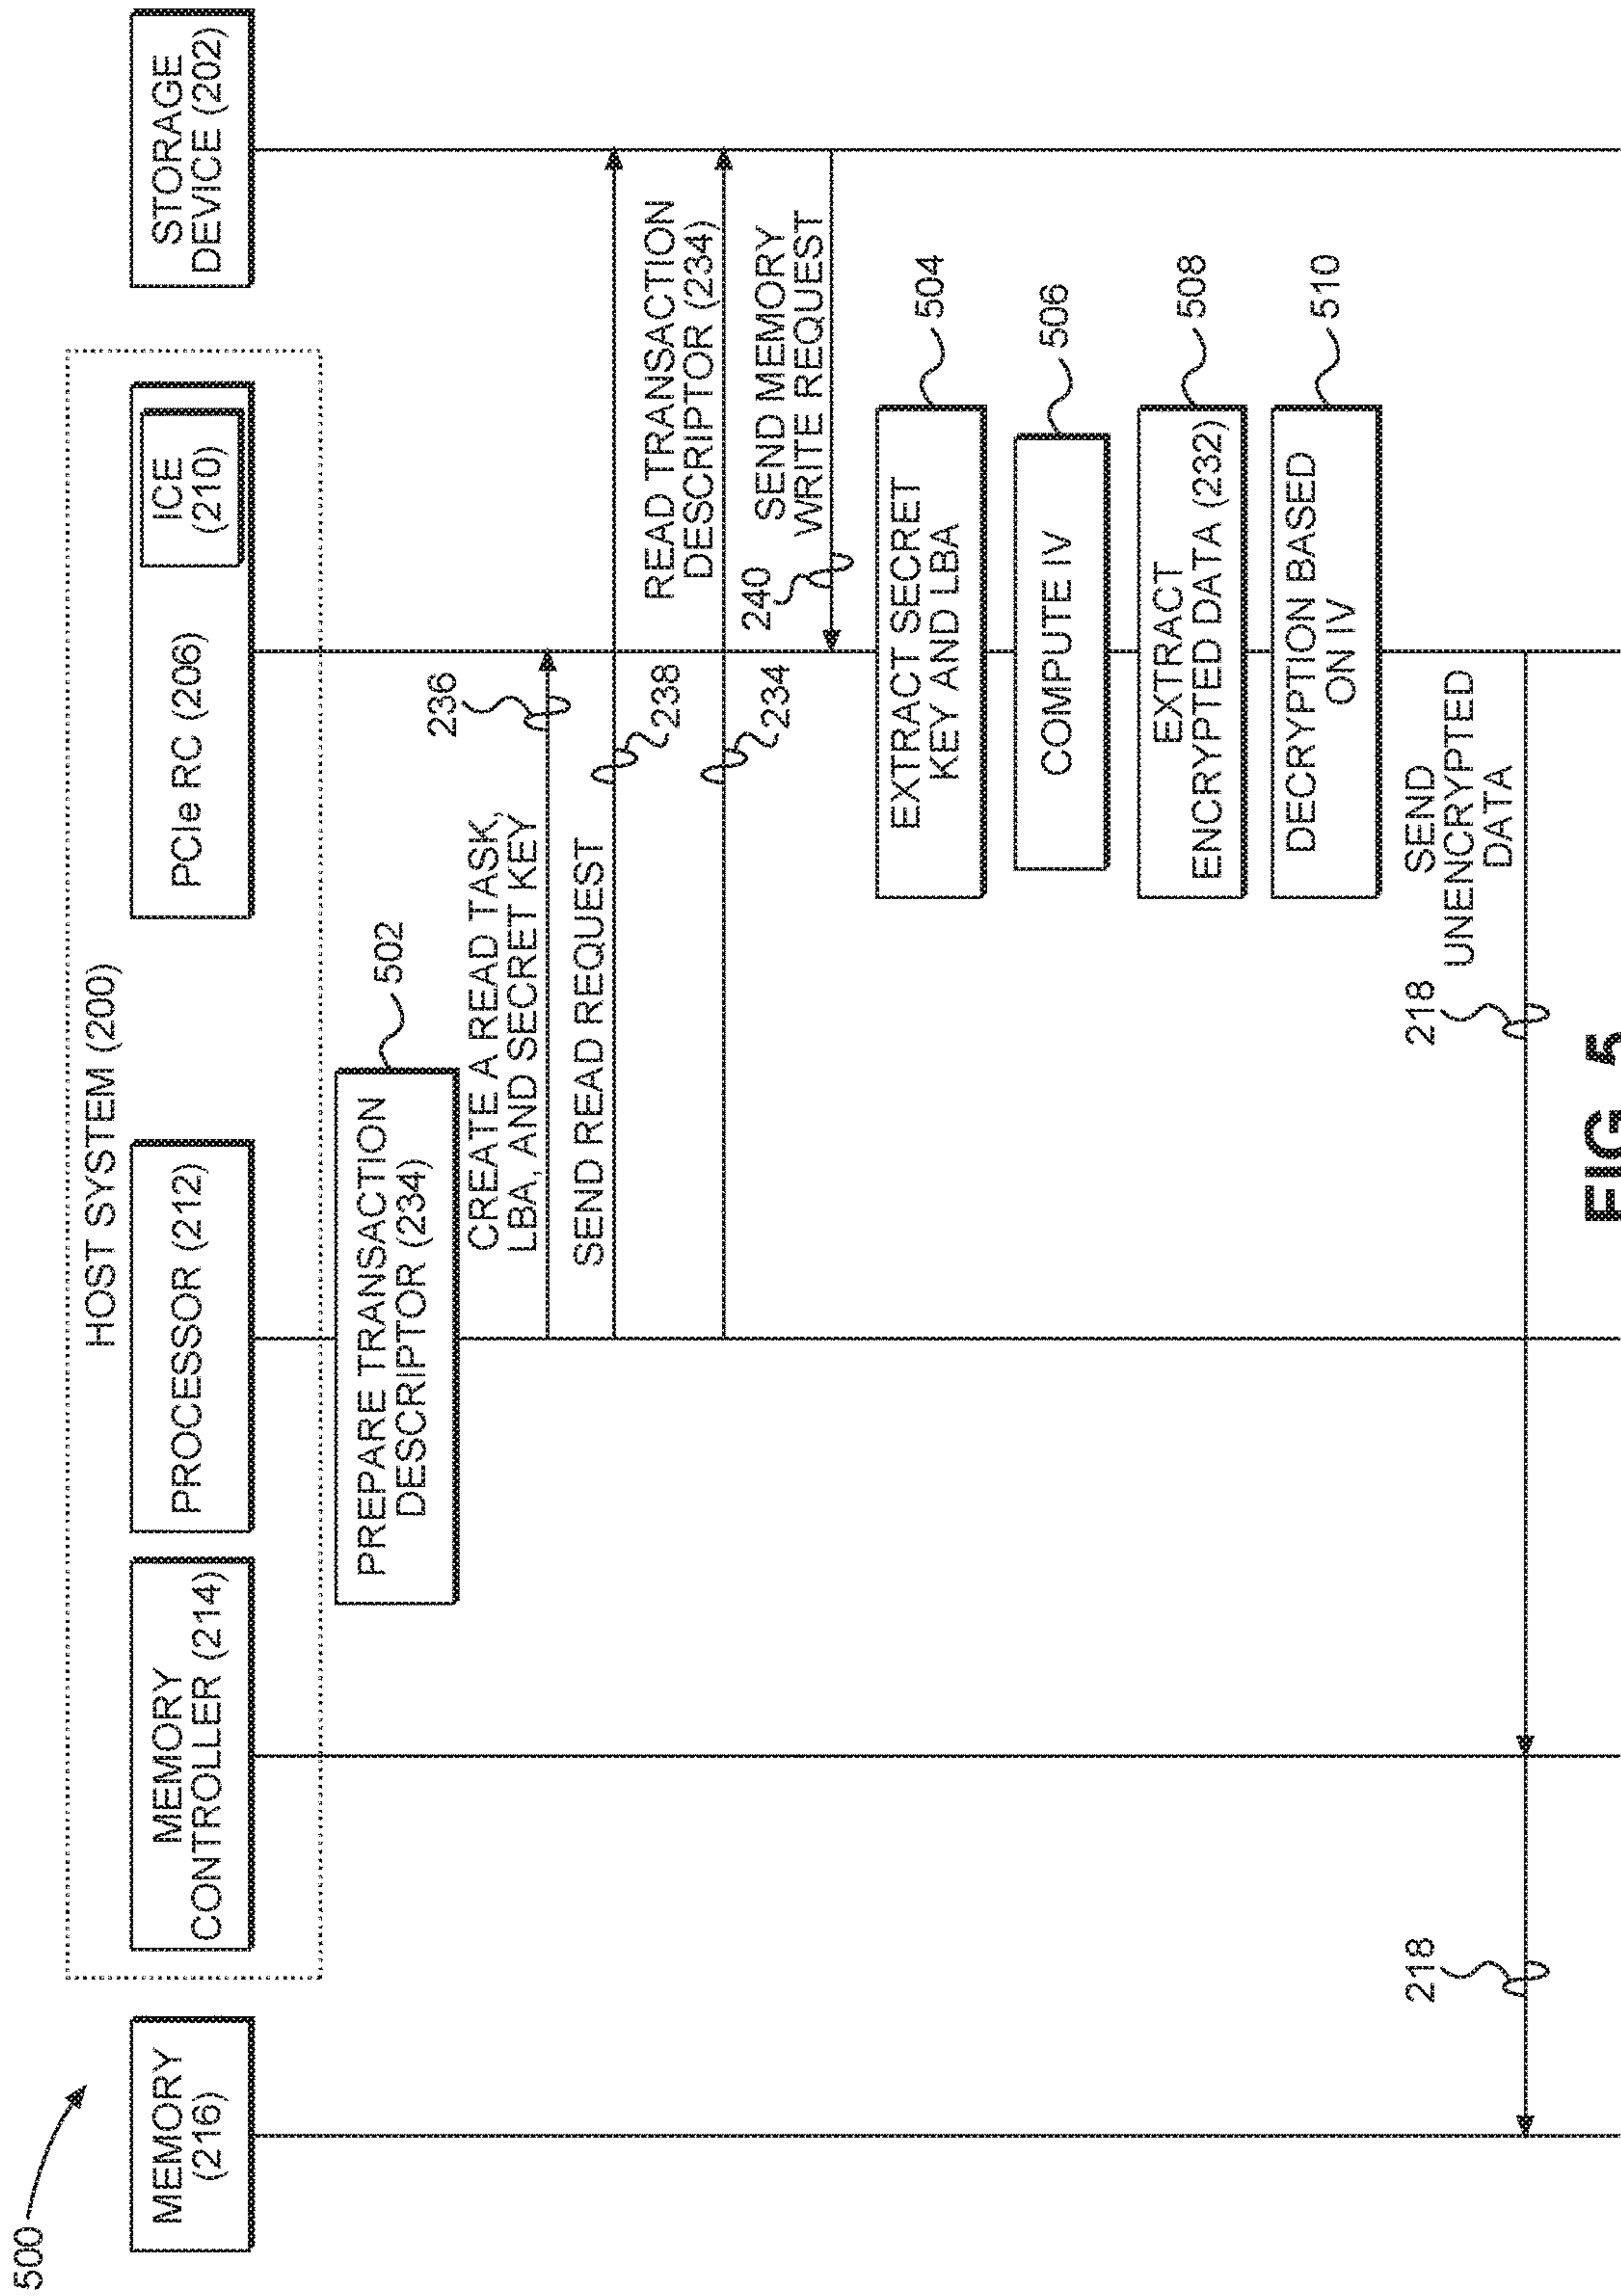 500
HOST SYSTEM (200)
MEMORY
(216)
MEMORY
CONTROLLER (214)
PROCESSOR (212)
PCIe RC (206)
ICE
(210)
STORAGE
DEVICE (202)
PREPARE TRANSACTION
DESCRIPTOR (234)
502
CREATE A READ TASK,
LBA, AND SECRET KEY
236
SEND READ REQUEST
238
READ TRANSACTION
DESCRIPTOR (234)
234
SEND MEMORY
WRITE REQUEST
240
EXTRACT SECRET
KEY AND LBA
504
COMPUTE IV
506
EXTRACT
ENCRYPTED DATA (232)
508
DECRYPTION BASED
ON IV
510
SEND
UNENCRYPTED
DATA
218
218
FIG. 5